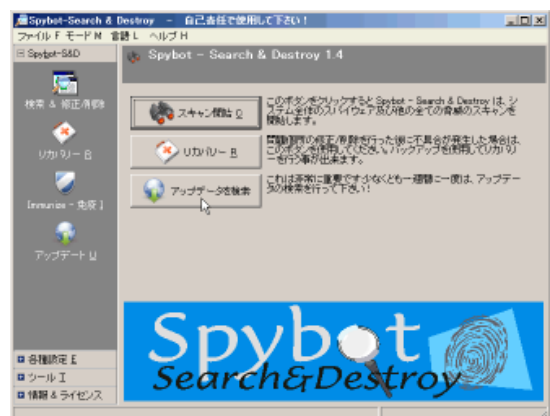 Spybot-Search & Destroy - 自己責任で使用して下さい!
ファイル F モード M 言語 L ヘルプ H
Spybot-S&D
Spybot - Search & Destroy 1.4
検索 & 修正/削除
リカバリー B
Immunize - 免疫 I
アップデート U
スキャン開始 O
このボタンをクリックすると Spybot - Search & Destroy は、シ
ステム全体のスパイウェア及び他の全ての脅威のスキャンを
開始します。
リカバリー B
問題個所の修正/削除を行った後に不具合が発生した場合は、
このボタンを使用してください。バックアップを使用してリカバリ
ーを行う事が出来ます。
アップデータを検索
これは非常に重要です少なくとも一週間に一度は、アップデー
タの検索を行って下さい!
Spybot
Search&Destroy
各種設定 E
ツール T
情報 & ライセンス